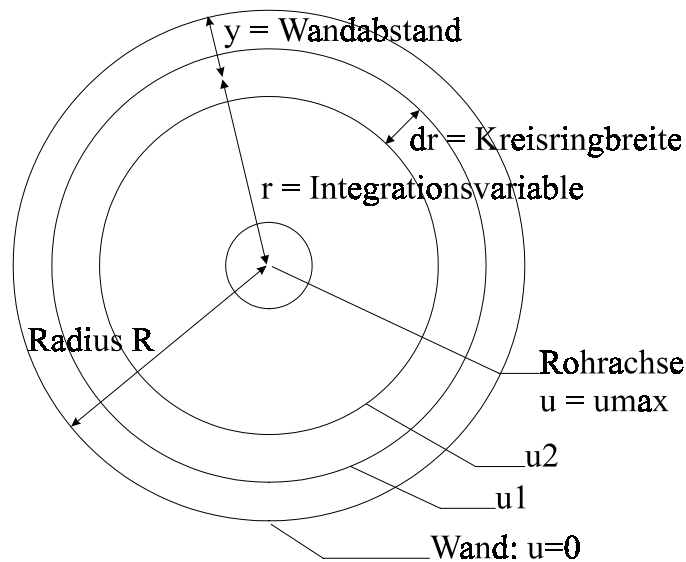 y = Wandabstand
dr = Kreisringbreite
r = Integrationsvariable
Radius R
Rohrachse
u = umax
u2
u1
Wand: u=0